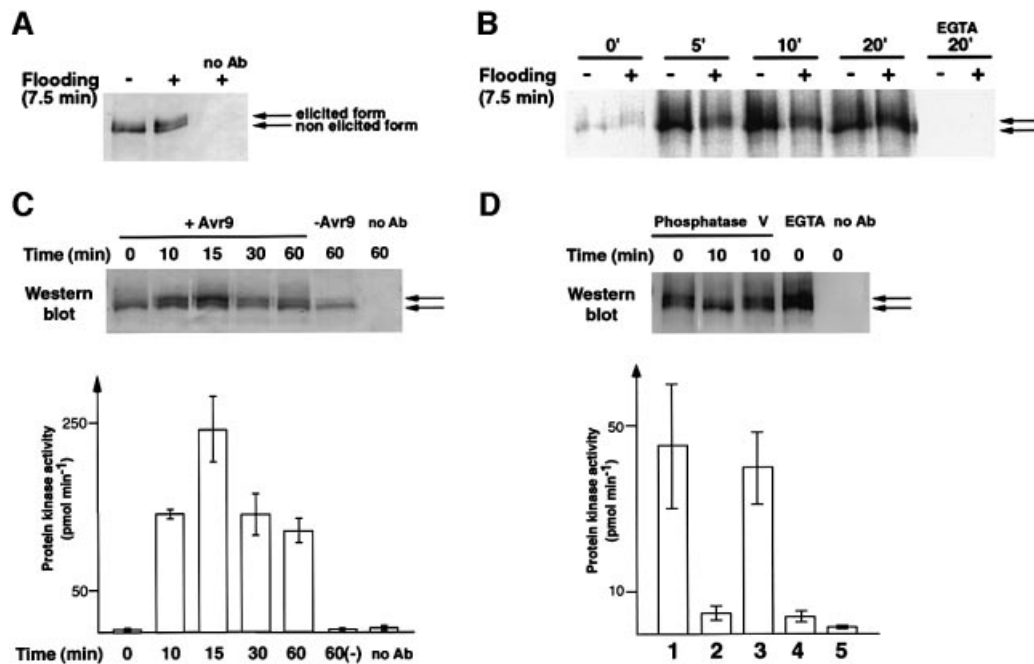 A
Flooding - + no Ab +
(7.5 min)
elicited form
non elicited form
B
0' 5' 10' 20' EGTA 20'
Flooding - + - + - + - + - +
(7.5 min)
C
+ Avr9 -Avr9 no Ab
Time (min) 0 10 15 30 60 60 60
Western
blot
Protein kinase activity
(pmol min⁻¹)
250
50
Time (min) 0 10 15 30 60 60(-) no Ab
D
Phosphatase V EGTA no Ab
Time (min) 0 10 10 0 0
Western
blot
Protein kinase activity
(pmol min⁻¹)
50
10
1 2 3 4 5